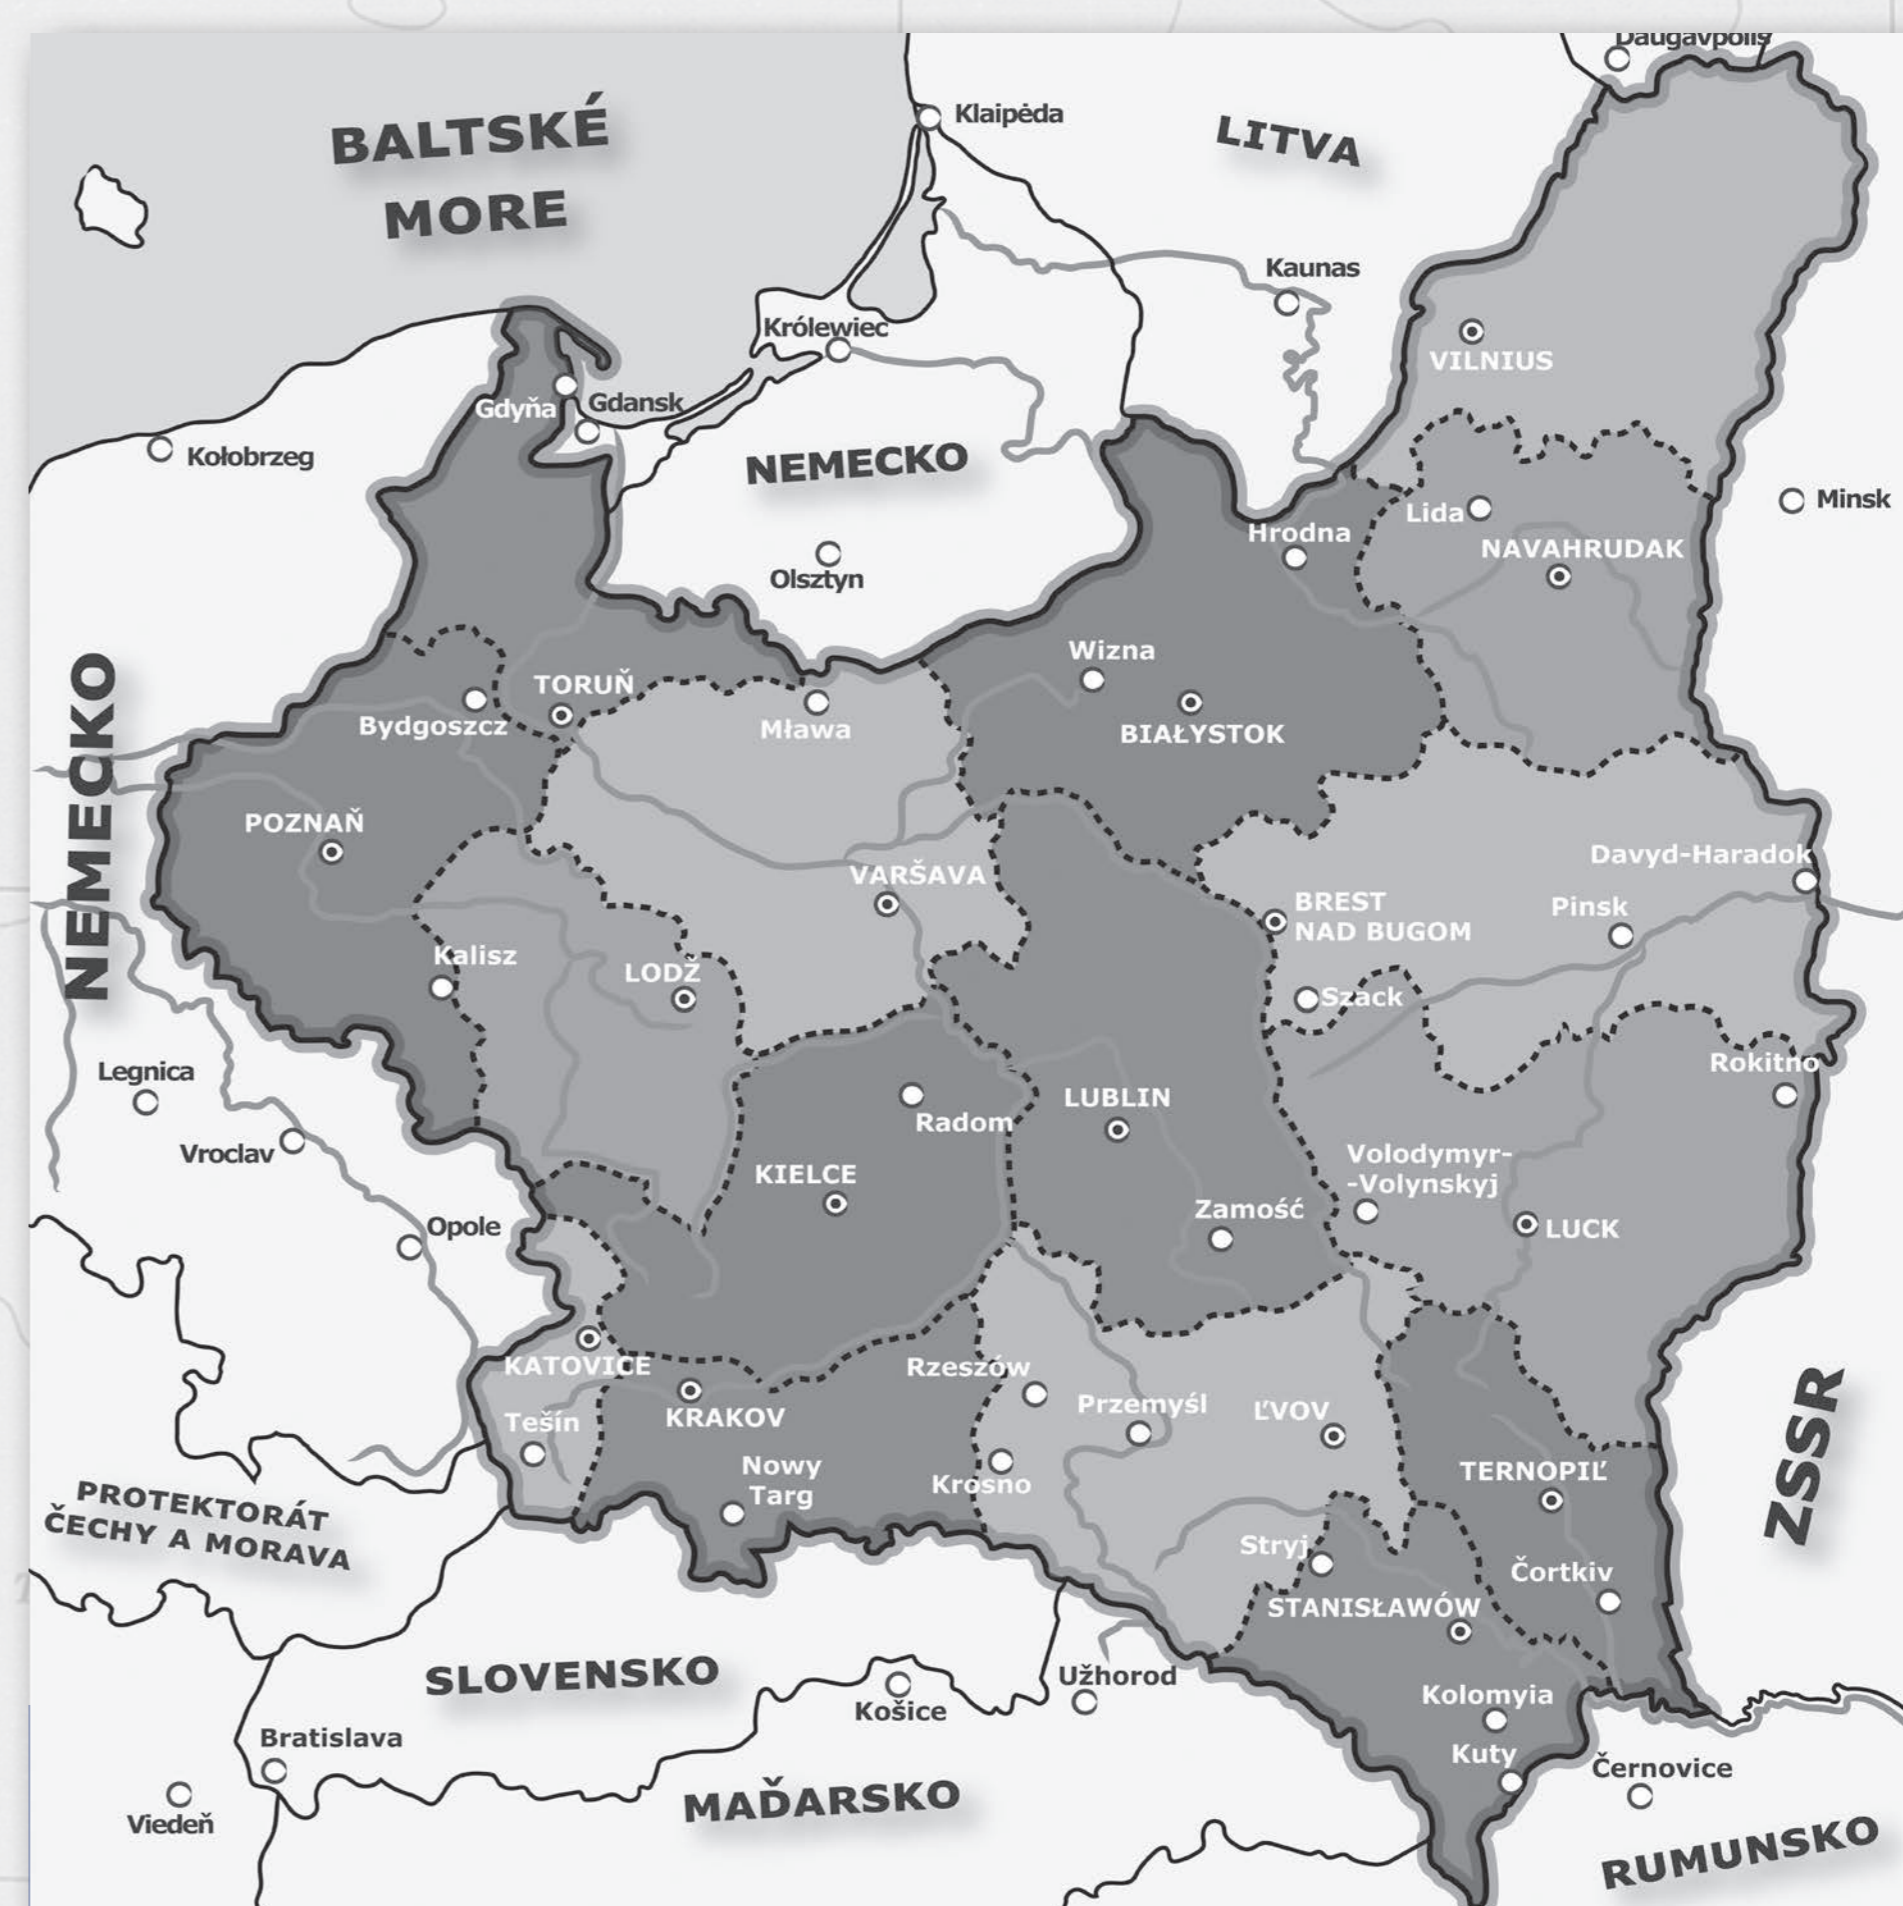 Daugavpolis
BALTSKÉ
MORE
Klaipėda
LITVA
Kaunas
Królewiec
VILNIUS
Gdyňa
Gdansk
Kołobrzeg
NEMECKO
Lida
Minsk
Hrodna
NAVAHRUDAK
Olsztyn
Wizna
TORUŇ
Bydgoszcz
Mława
BIAŁYSTOK
NEMECKO
POZNAŇ
VARŠAVA
Davyd-Haradok
BREST
NAD BUGOM
Pinsk
Kalisz
LODŽ
Szack
Legnica
Rokitno
LUBLIN
Radom
Vroclav
KIELCE
Volodymyr-
-Volynskyj
Zamość
Opole
LUCK
KATOVICE
Rzeszów
Przemyśl
ĽVOV
Tešín
KRAKOV
ZSSR
Nowy
Targ
Krosno
TERNOPIĽ
PROTEKTORÁT
ČECHY A MORAVA
Stryj
Čortkiv
STANISŁAWÓW
SLOVENSKO
Užhorod
Košice
Kolomyia
Bratislava
Kuty
Černovice
MAĎARSKO
Viedeň
RUMUNSKO